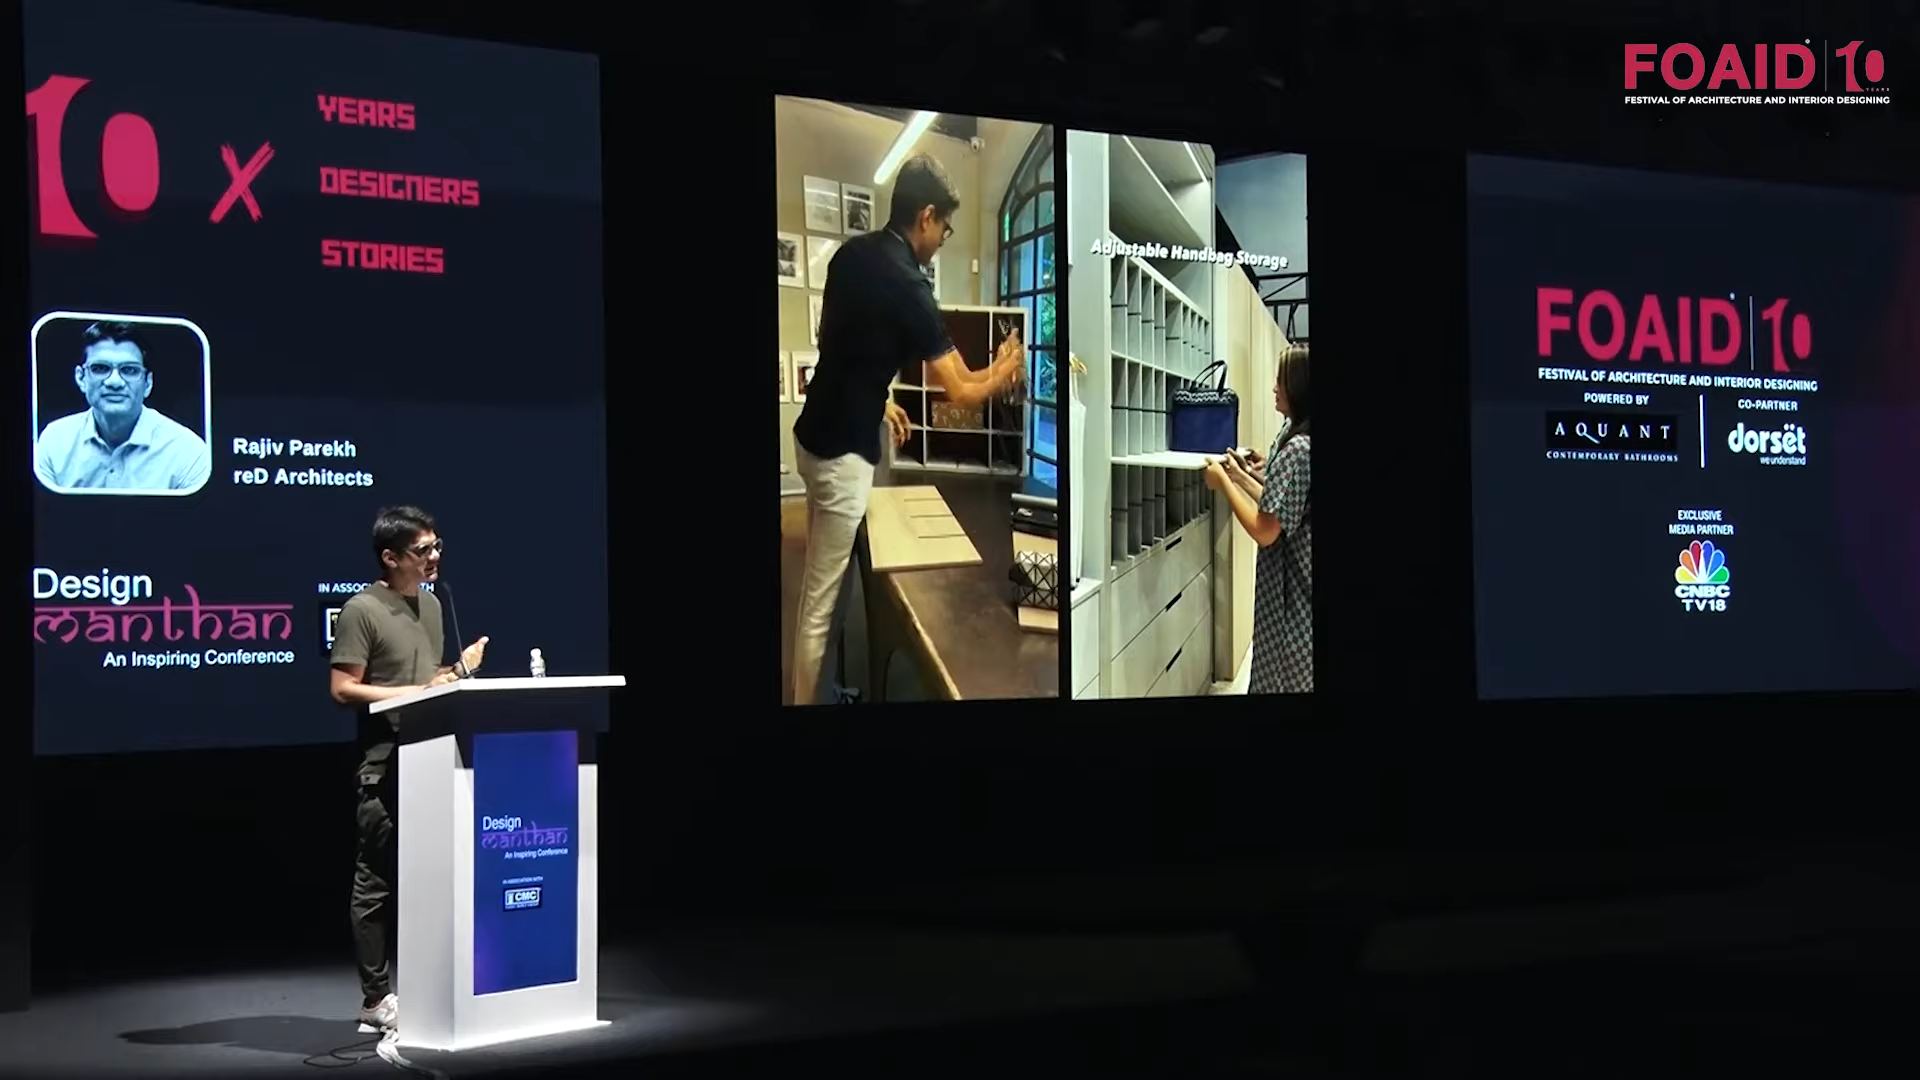 10 x
YEARS
DESIGNERS
STORIES
Rajiv Parekh
reD Architects
Design
manthan
An Inspiring Conference
IN ASSOC
TH
Design
manthan
An Inspiring Conference
IN ASSOCIATION WITH
CMC
Adjustable Handbag Storage
FOAID 10
YEARS
FESTIVAL OF ARCHITECTURE AND INTERIOR DESIGNING
FOAID 10
FESTIVAL OF ARCHITECTURE AND INTERIOR DESIGNING
POWERED BY
AQUANT
CONTEMPORARY BATHROOMS
CO-PARTNER
dorsët
we understand
EXCLUSIVE
MEDIA PARTNER
CNBC
TV18